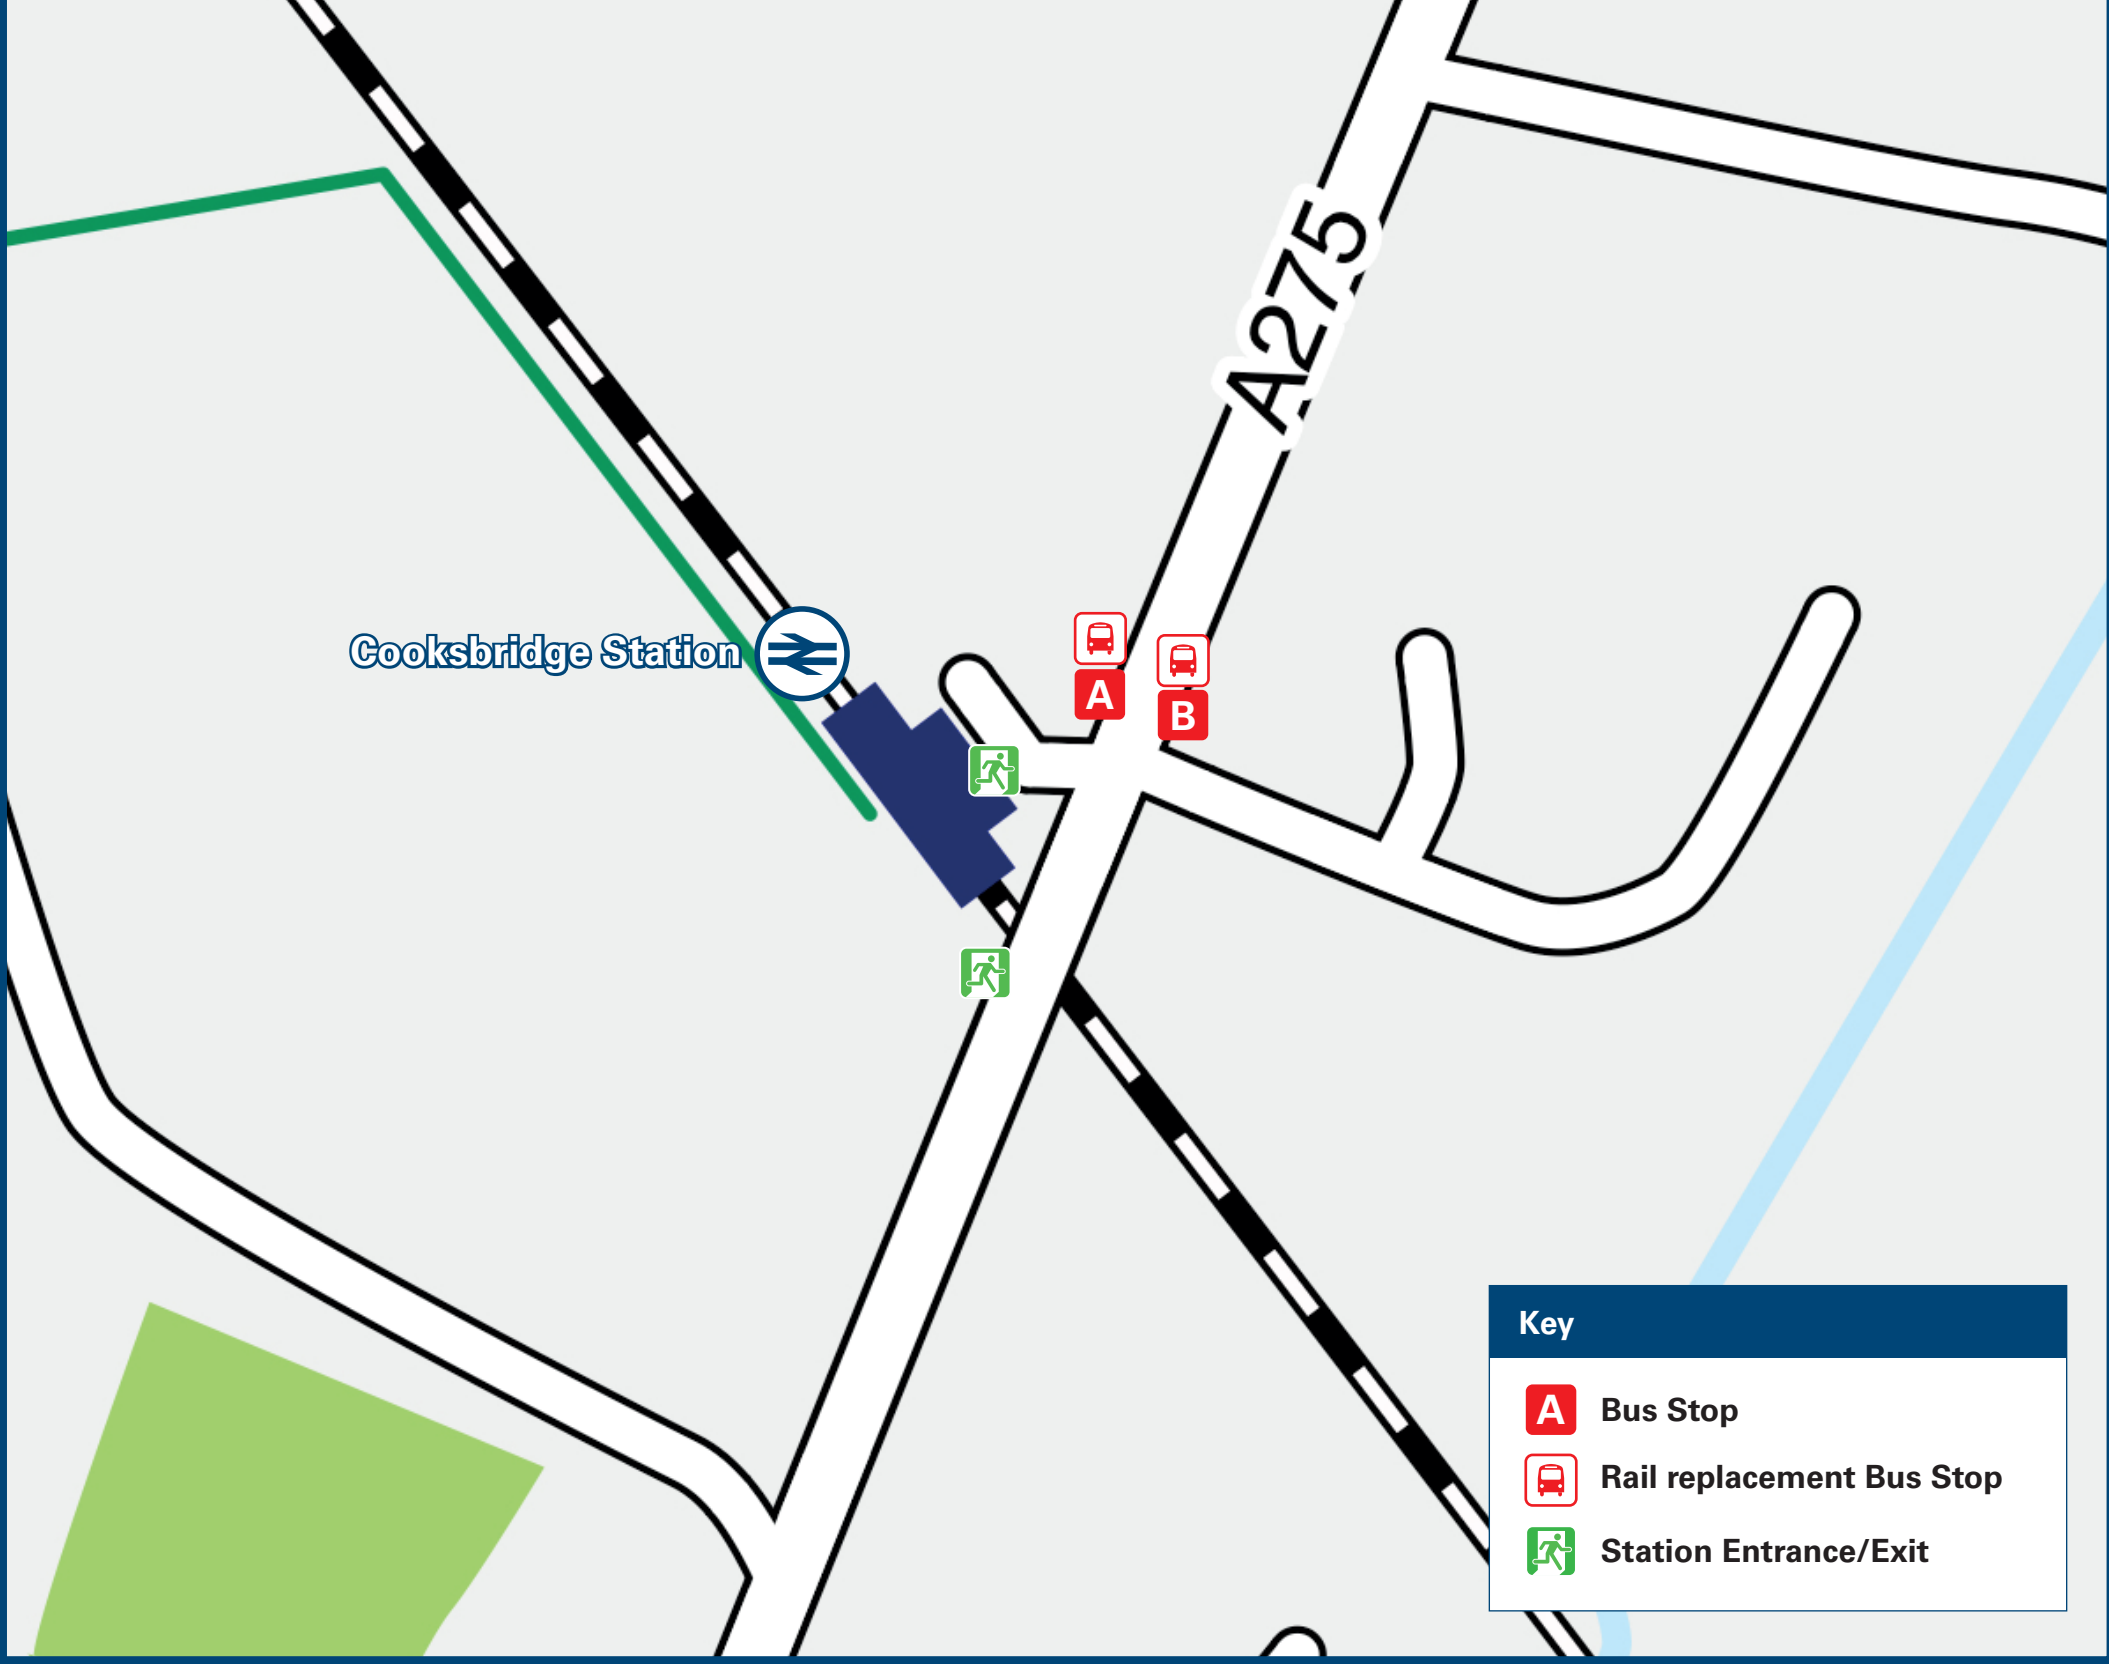 A275
Cooksbridge Station
A
B
Key
A Bus Stop
Rail replacement Bus Stop
Station Entrance/Exit